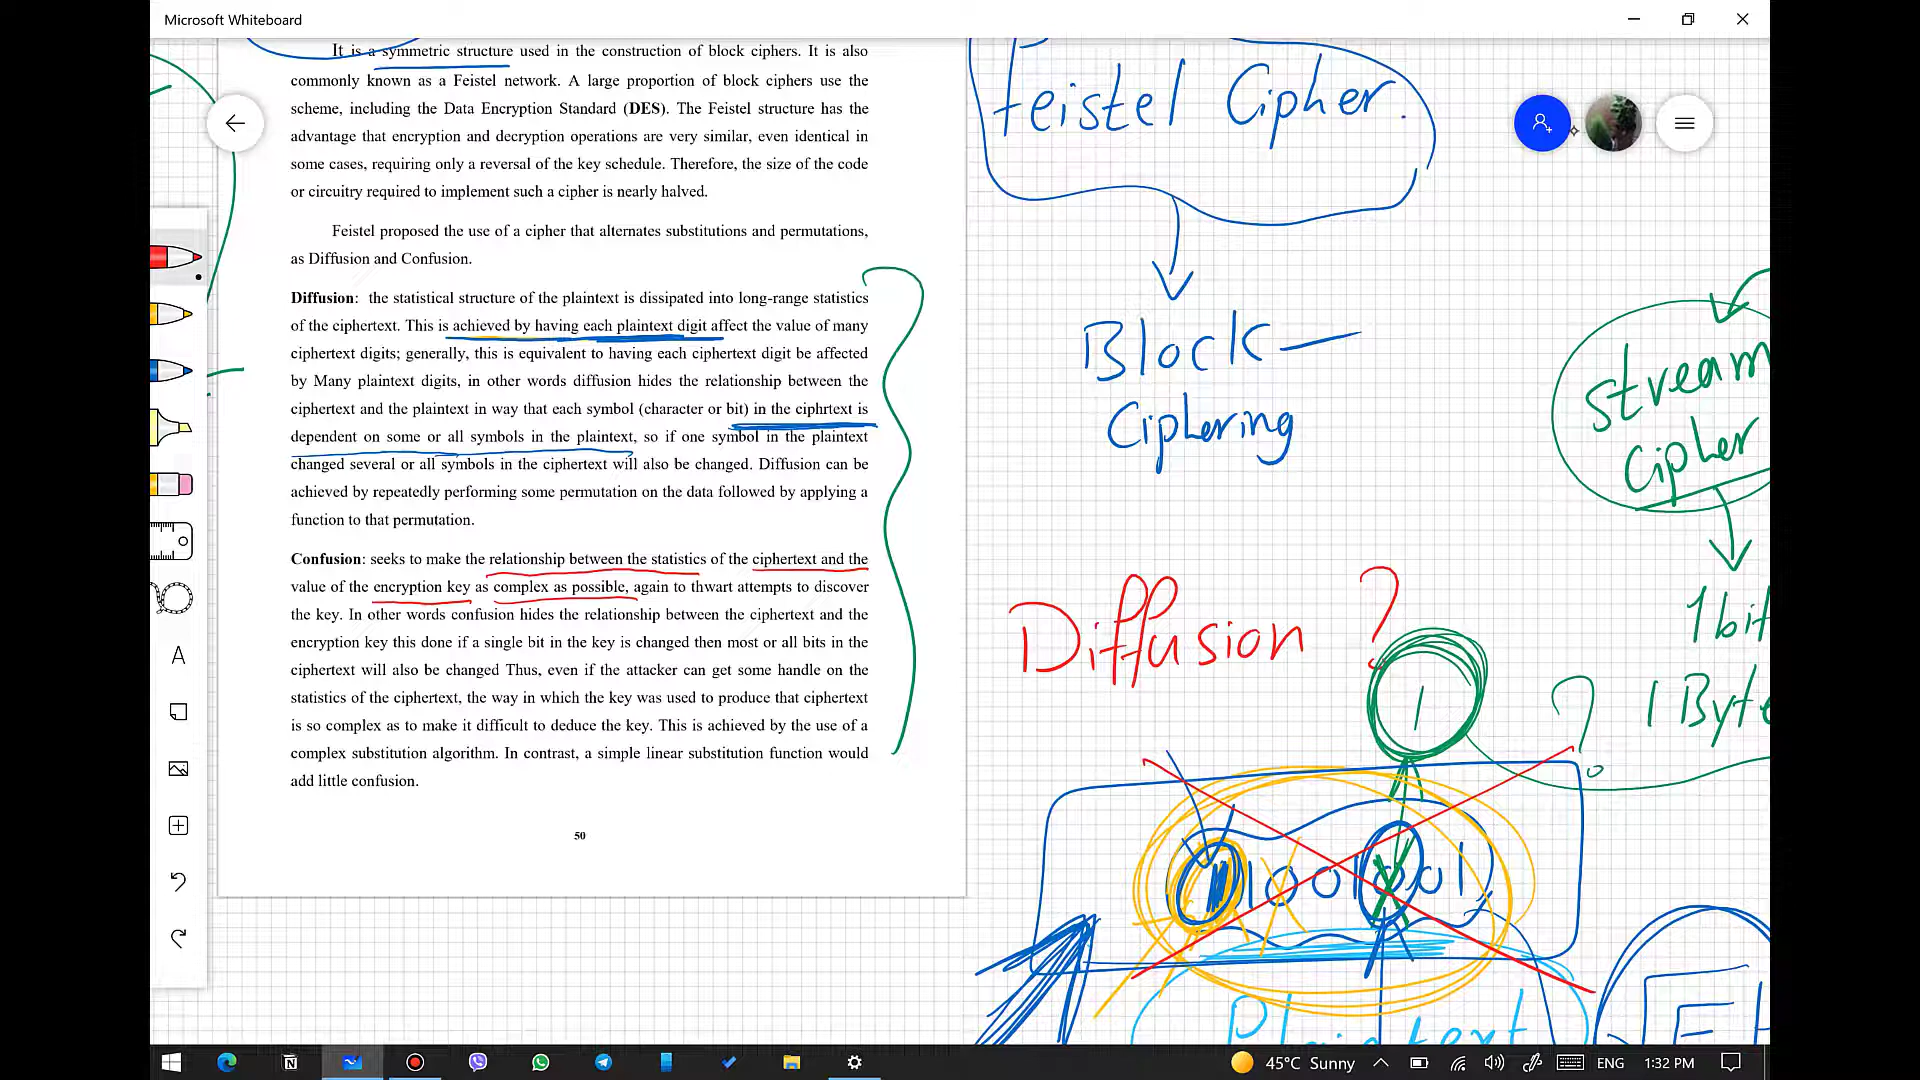 Microsoft Whiteboard
It is a symmetric structure used in the construction of block ciphers. It is also
commonly known as a Feistel network. A large proportion of block ciphers use the
scheme, including the Data Encryption Standard (DES). The Feistel structure has the
advantage that encryption and decryption operations are very similar, even identical in
some cases, requiring only a reversal of the key schedule. Therefore, the size of the code
or circuitry required to implement such a cipher is nearly halved.
Feistel proposed the use of a cipher that alternates substitutions and permutations,
as Diffusion and Confusion.
Diffusion: the statistical structure of the plaintext is dissipated into long-range statistics
of the ciphertext. This is achieved by having each plaintext digit affect the value of many
ciphertext digits; generally, this is equivalent to having each ciphertext digit be affected
by Many plaintext digits, in other words diffusion hides the relationship between the
ciphertext and the plaintext in way that each symbol (character or bit) in the ciphrtext is
dependent on some or all symbols in the plaintext, so if one symbol in the plaintext
changed several or all symbols in the ciphertext will also be changed. Diffusion can be
achieved by repeatedly performing some permutation on the data followed by applying a
function to that permutation.
Confusion: seeks to make the relationship between the statistics of the ciphertext and the
value of the encryption key as complex as possible, again to thwart attempts to discover
the key. In other words confusion hides the relationship between the ciphertext and the
encryption key this done if a single bit in the key is changed then most or all bits in the
ciphertext will also be changed Thus, even if the attacker can get some handle on the
statistics of the ciphertext, the way in which the key was used to produce that ciphertext
is so complex as to make it difficult to deduce the key. This is achieved by the use of a
complex substitution algorithm. In contrast, a simple linear substitution function would
add little confusion.
50
Feistel Cipher.
Block —
Ciphering
stream
Cipher
1 bit
1 Byte
Diffusion ?
1
?
Plaintext
45°C Sunny
ENG
1:32 PM